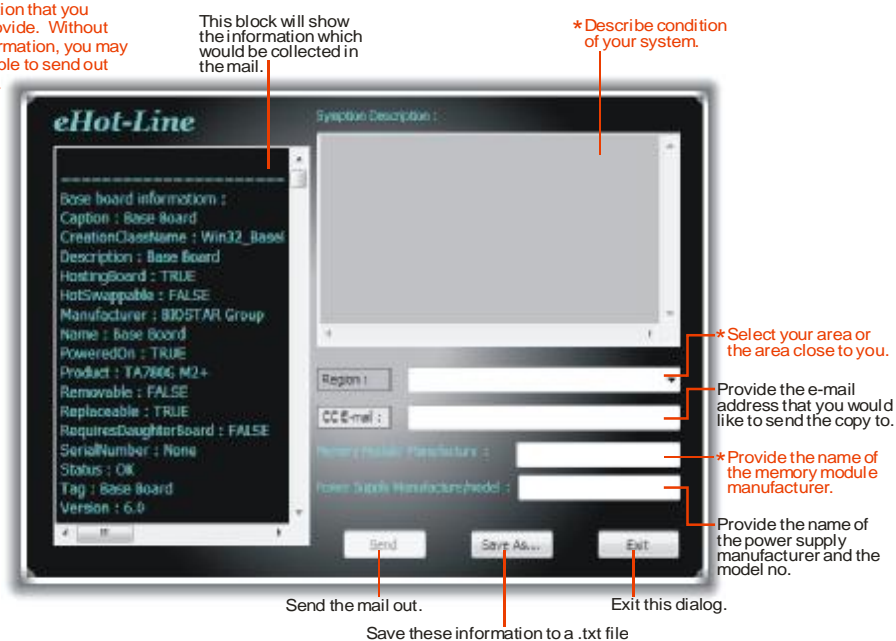 tion that you
ovide. Without
rmation, you may
ble to send out
This block will show
the information which
would be collected in
the mail.
*Describe condition
of your system.
eHot-Line
Symption Description :
Base board informatiorn :
Caption : Base Board
CreationClassName : Win32_Basel
Description : Base Board
HostingBoard : TRUE
HotSwappable : FALSE
Manufacturer : BIOSTAR Group
Name : Base Board
PoweredOn : TRUE
Product : TA780G M2+
Removable : FALSE
Replaceable : TRUE
RequiresDaughterBoard : FALSE
SerialNumber : None
Status : OK
Tag : Base Board
Version : 6.0
Region :
CC E-mail :
Memory Module Manufacture :
Power Supply Manufacture/model :
*Select your area or
the area close to you.
Provide the e-mail
address that you would
like to send the copy to.
*Provide the name of
the memory module
manufacturer.
Provide the name of
the power supply
manufacturer and the
model no.
Send
Save As...
Exit
Send the mail out.
Exit this dialog.
Save these information to a .txt file